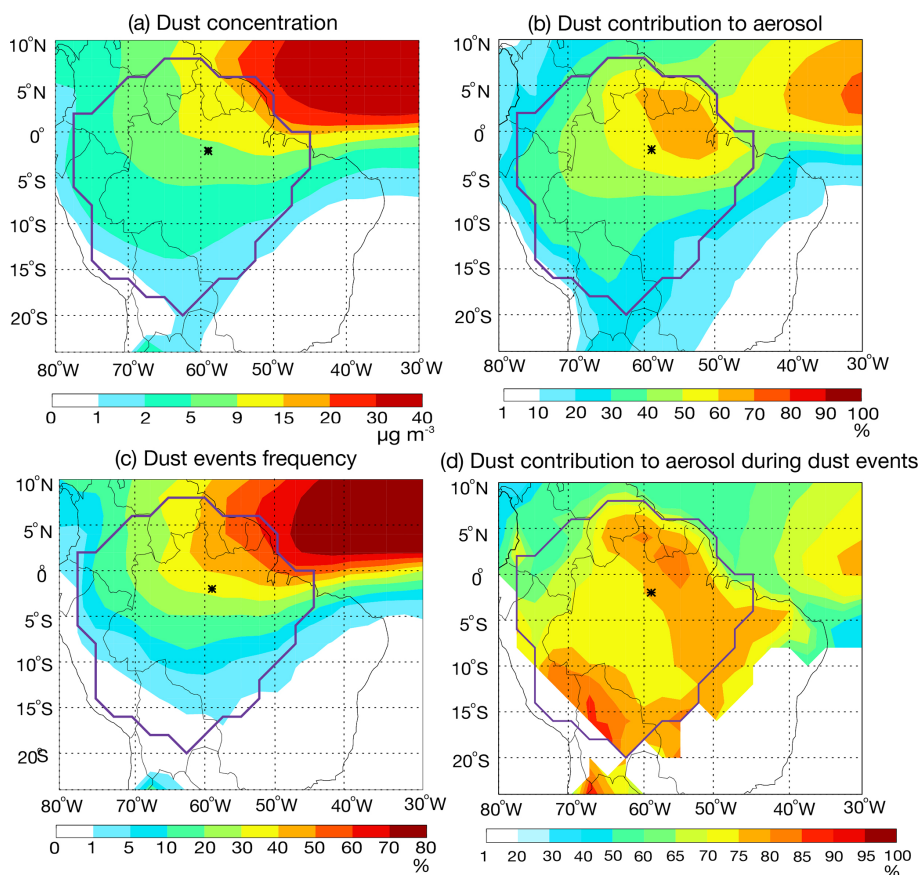 (a) Dust concentration
(b) Dust contribution to aerosol
10°N
5°N
0°
5°S
10°S
15°S
20°S
80°W 70°W 60°W 50°W 40°W 30°W
0 1 2 5 9 15 20 30 40
µg m⁻³
10°N
5°N
0°
5°S
10°S
15°S
20°S
80°W 70°W 60°W 50°W 40°W 30°W
1 10 20 30 40 50 60 70 80 90 100
%
(c) Dust events frequency
(d) Dust contribution to aerosol during dust events
10°N
5°N
0
5°S
10°S
15°S
20°S
80°W 70°W 60°W 50°W 40°W 30°W
0 1 5 10 20 30 40 50 60 70 80
%
10°N
5°N
0°
5°S
10°S
15°S
20°S
80°W 70°W 60°W 50°W 40°W 30°W
1 20 30 50 60 65 70 75 80 85 90 95 100
%